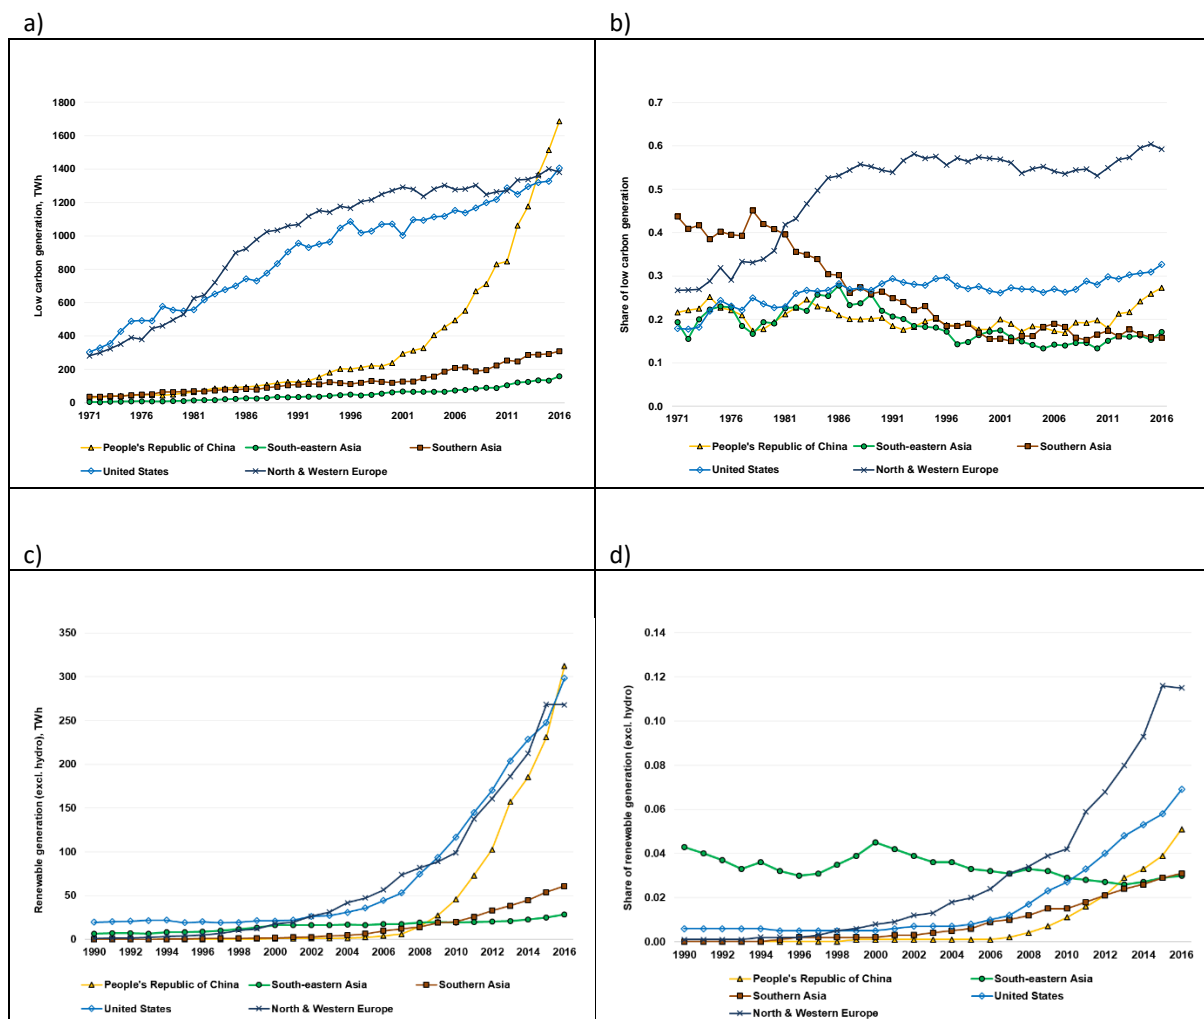 a)
b)
Low carbon generation, TWh
1800
1600
1400
1200
1000
800
600
400
200
0
1971 1976 1981 1986 1991 1996 2001 2006 2011 2016
People's Republic of China South-eastern Asia Southern Asia
United States North & Western Europe
Share of low carbon generation
0.7
0.6
0.5
0.4
0.3
0.2
0.1
0.0
1971 1976 1981 1986 1991 1996 2001 2006 2011 2016
People's Republic of China South-eastern Asia Southern Asia
United States North & Western Europe
c)
d)
Renewable generation (excl. hydro), TWh
350
300
250
200
150
100
50
0
1990 1992 1994 1996 1998 2000 2002 2004 2006 2008 2010 2012 2014 2016
People's Republic of China South-eastern Asia Southern Asia
United States North & Western Europe
Share of renewable generation (excl. hydro)
0.14
0.12
0.10
0.08
0.06
0.04
0.02
0.00
1990 1992 1994 1996 1998 2000 2002 2004 2006 2008 2010 2012 2014 2016
People's Republic of China South-eastern Asia
Southern Asia United States
North & Western Europe